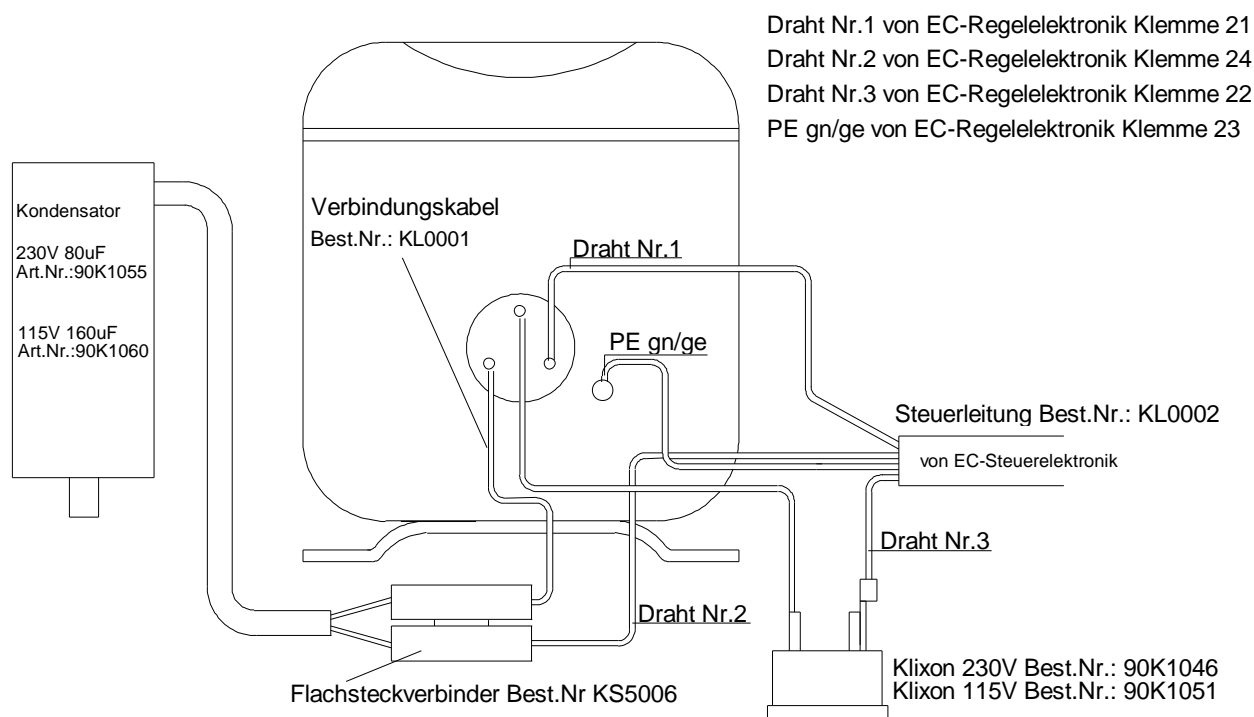 Draht Nr.1 von EC-Regelelektronik Klemme 21
Draht Nr.2 von EC-Regelelektronik Klemme 24
Draht Nr.3 von EC-Regelelektronik Klemme 22
PE gn/ge von EC-Regelelektronik Klemme 23
Kondensator
230V 80uF
Art.Nr.:90K1055
115V 160uF
Art.Nr.:90K1060
Verbindungskabel
Best.Nr.: KL0001
Draht Nr.1
PE gn/ge
Steuerleitung Best.Nr.: KL0002
von EC-Steuerelektronik
Draht Nr.3
Draht Nr.2
Flachsteckverbinder Best.Nr KS5006
Klixon 230V Best.Nr.: 90K1046
Klixon 115V Best.Nr.: 90K1051